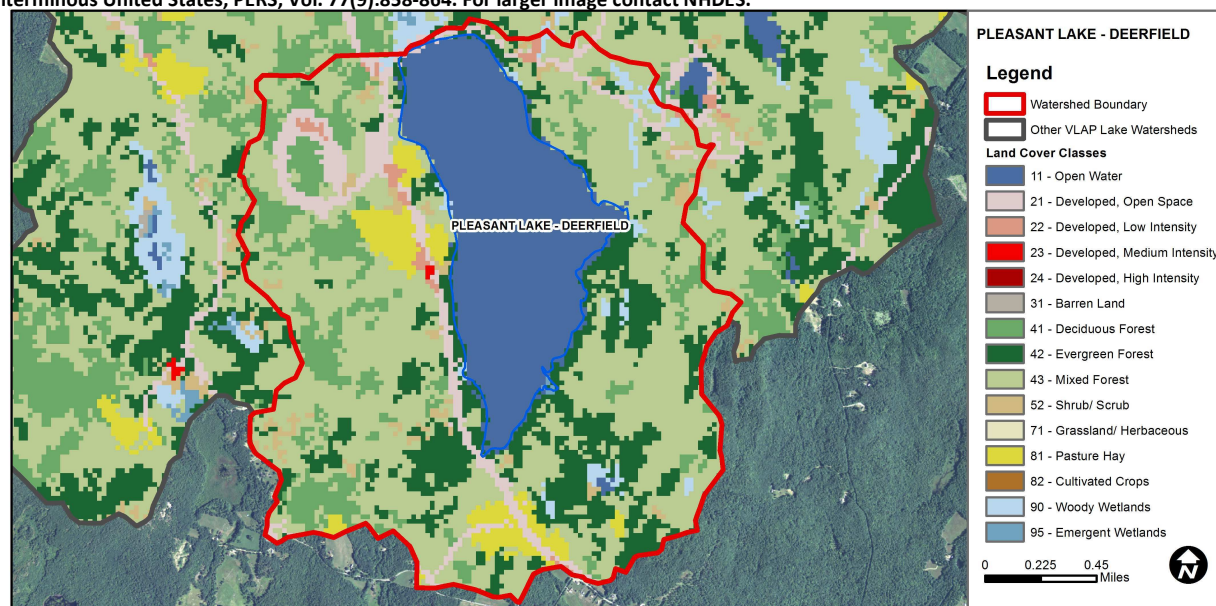 nterminous United States, PERS, Vol. 77(9):858-864. For larger image contact NHDES.
PLEASANT LAKE - DEERFIELD
PLEASANT LAKE - DEERFIELD
Legend
Watershed Boundary
Other VLAP Lake Watersheds
Land Cover Classes
11 - Open Water
21 - Developed, Open Space
22 - Developed, Low Intensity
23 - Developed, Medium Intensity
24 - Developed, High Intensity
31 - Barren Land
41 - Deciduous Forest
42 - Evergreen Forest
43 - Mixed Forest
52 - Shrub/ Scrub
71 - Grassland/ Herbaceous
81 - Pasture Hay
82 - Cultivated Crops
90 - Woody Wetlands
95 - Emergent Wetlands
0 0.225 0.45
Miles
N